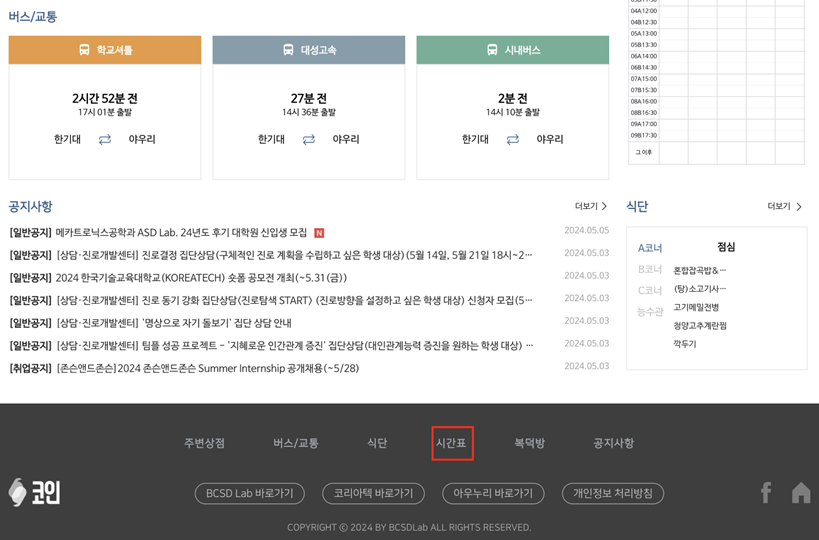 버스/교통
학교셔틀
2시간 52분 전
17시 01분 출발
한기대 야우리
대성고속
27분 전
14시 36분 출발
한기대 야우리
시내버스
2분 전
14시 10분 출발
한기대 야우리
04A12:00
04B12:30
05A13:00
05B13:30
06A14:00
06B14:30
07A15:00
07B15:30
08A16:00
08B16:30
09A17:00
09B17:30
그 이후
공지사항 더보기
[일반공지] 메카트로닉스공학과 ASD Lab. 24년도 후기 대학원 신입생 모집 N 2024.05.05
[일반공지] [상담·진로개발센터] 진로결정 집단상담(구체적인 진로 계획을 수립하고 싶은 학생 대상)(5월 14일, 5월 21일 18시~2… 2024.05.03
[일반공지] 2024 한국기술교육대학교(KOREATECH) 숏폼 공모전 개최(~5.31(금)) 2024.05.03
[일반공지] [상담·진로개발센터] 진로 동기 강화 집단상담<진로탐색 START> (진로방향을 설정하고 싶은 학생 대상) 신청자 모집(5… 2024.05.03
[일반공지] [상담·진로개발센터] '명상으로 자기 돌보기' 집단 상담 안내 2024.05.03
[일반공지] [상담·진로개발센터] 팀플 성공 프로젝트 - '지혜로운 인간관계 증진' 집단상담(대인관계능력 증진을 원하는 학생 대상) … 2024.05.03
[취업공지] [존슨앤드존슨]2024 존슨앤드존슨 Summer Internship 공개채용(~5/28) 2024.05.03
식단 더보기
A코너
B코너
C코너
능수관
점심
혼합잡곡밥&…
(탕)소고기사…
고기메밀전병
청양고추계란찜
깍두기
주변상점 버스/교통 식단 시간표 복덕방 공지사항
코인
BCSD Lab 바로가기 코리아텍 바로가기 아우누리 바로가기 개인정보 처리방침
COPYRIGHT ⓒ 2024 BY BCSDLab ALL RIGHTS RESERVED.